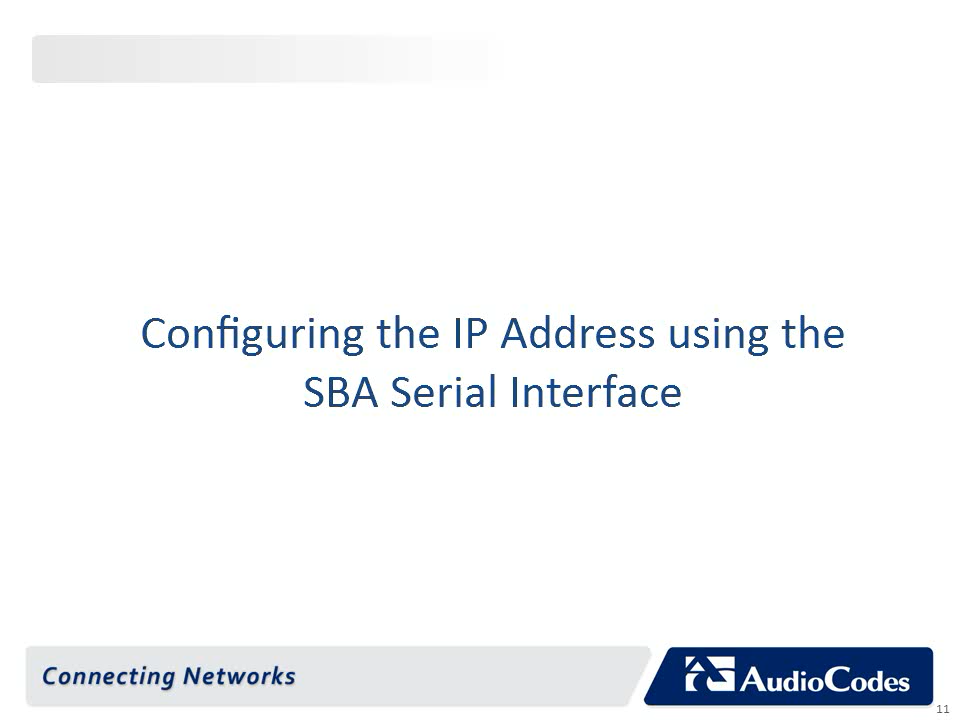 Configuring the IP Address using the
SBA Serial Interface
Connecting Networks
AudioCodes
11